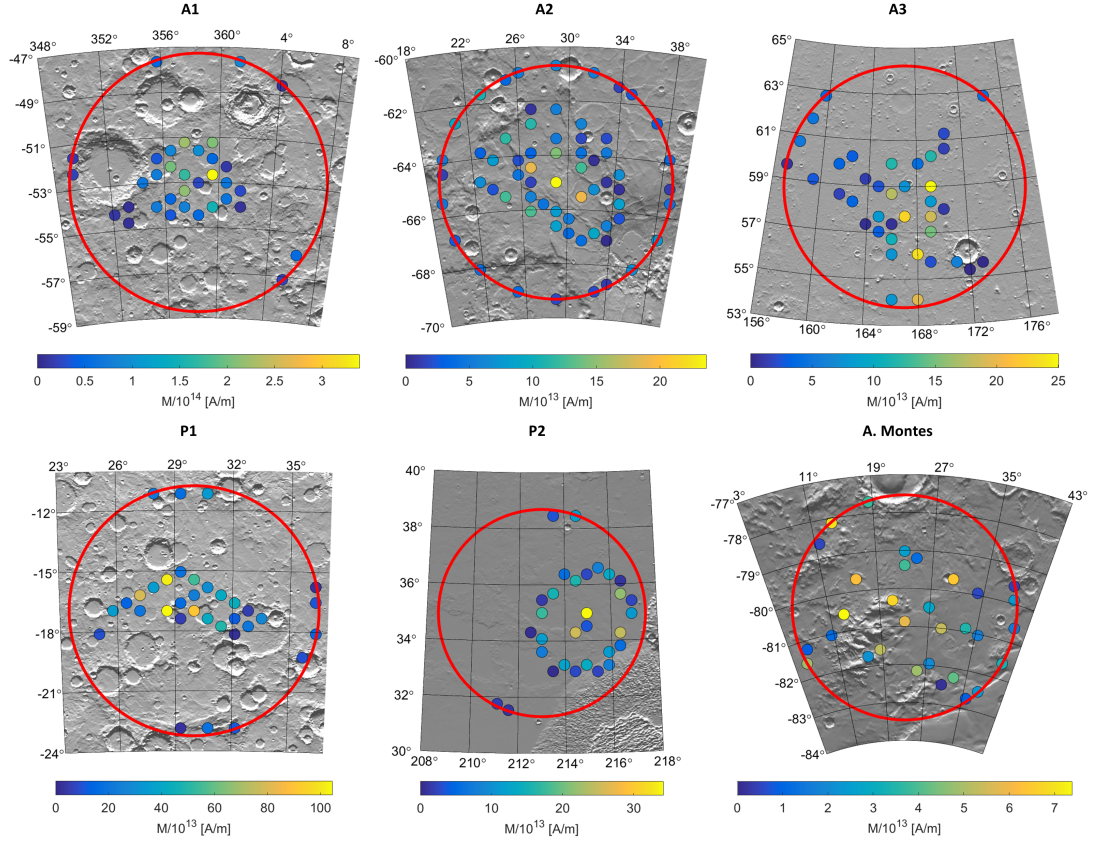 A1
348° 352° 356° 360° 4° 8°
-47°
-49°
-51°
-53°
-55°
-57°
-59°
0 0.5 1 1.5 2 2.5 3
M/10^14 [A/m]
A2
18° 22° 26° 30° 34° 38°
-60°
-62°
-64°
-66°
-68°
-70°
0 5 10 15 20
M/10^13 [A/m]
A3
65°
63°
61°
59°
57°
55°
53°
156° 160° 164° 168° 172° 176°
0 5 10 15 20 25
M/10^13 [A/m]
P1
23° 26° 29° 32° 35°
-12°
-15°
-18°
-21°
-24°
0 20 40 60 80 100
M/10^13 [A/m]
P2
40°
38°
36°
34°
32°
30°
208° 210° 212° 214° 216° 218°
0 10 20 30
M/10^13 [A/m]
A. Montes
3° 11° 19° 27° 35° 43°
-77°
-78°
-79°
-80°
-81°
-82°
-83°
-84°
0 1 2 3 4 5 6 7
M/10^13 [A/m]